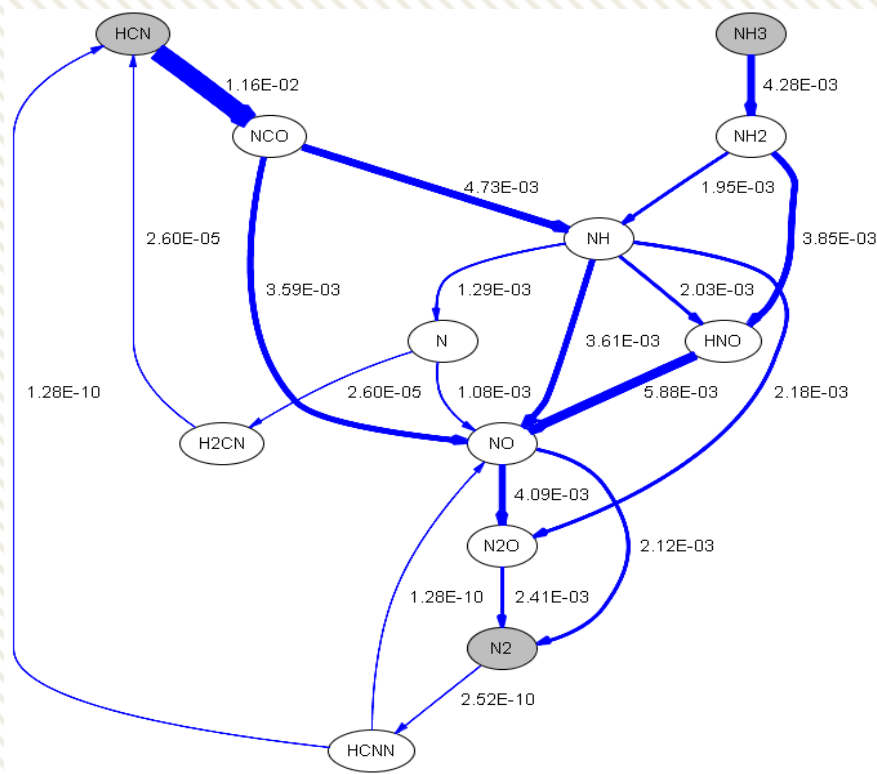 HCN
NH3
1.16E-02
4.28E-03
NCO
NH2
4.73E-03
1.95E-03
2.60E-05
NH
3.85E-03
3.59E-03
1.29E-03
2.03E-03
N
3.61E-03
HNO
1.28E-10
2.60E-05
1.08E-03
5.88E-03
2.18E-03
H2CN
NO
4.09E-03
N2O
2.12E-03
1.28E-10
2.41E-03
N2
2.52E-10
HCNN